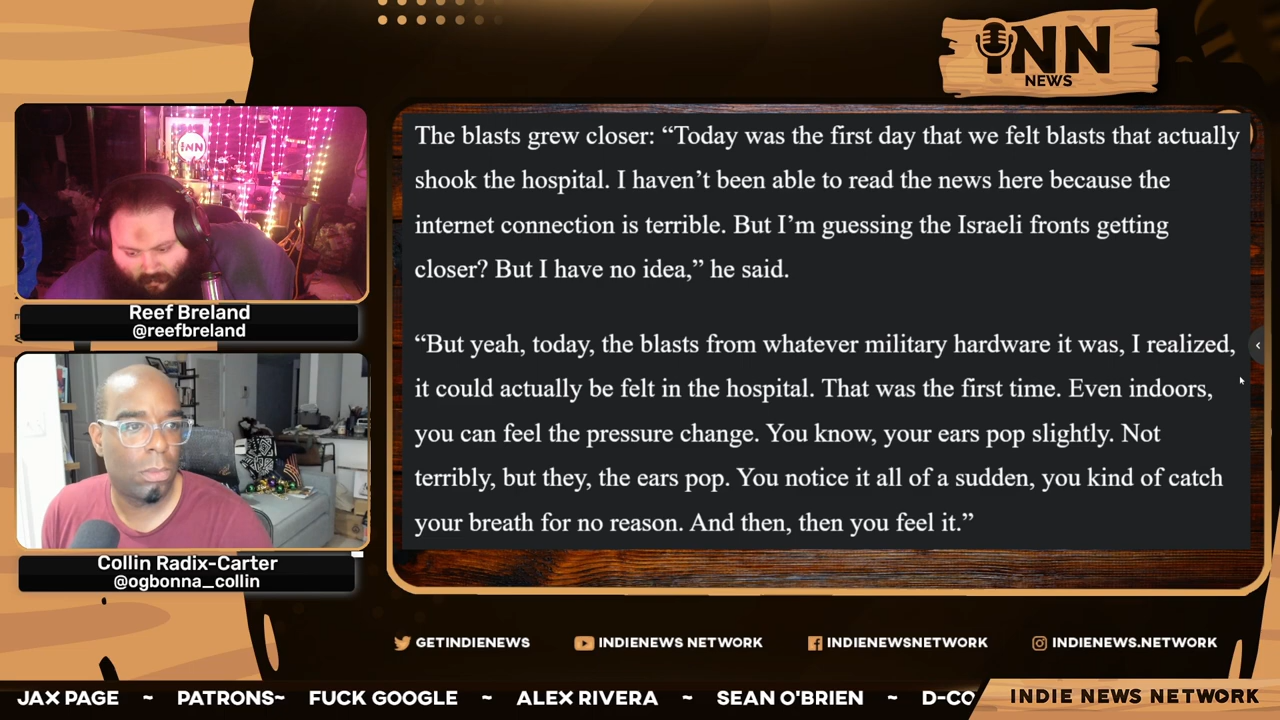 INN
NEWS
INN
Reef Breland
@reefbreland
Collin Radix-Carter
@ogbonna_collin
The blasts grew closer: “Today was the first day that we felt blasts that actually
shook the hospital. I haven’t been able to read the news here because the
internet connection is terrible. But I’m guessing the Israeli fronts getting
closer? But I have no idea,” he said.
“But yeah, today, the blasts from whatever military hardware it was, I realized,
it could actually be felt in the hospital. That was the first time. Even indoors,
you can feel the pressure change. You know, your ears pop slightly. Not
terribly, but they, the ears pop. You notice it all of a sudden, you kind of catch
your breath for no reason. And then, then you feel it.”
GETINDIENEWS
INDIENEWS NETWORK
INDIENEWSNETWORK
INDIENEWS.NETWORK
JAX PAGE ~ PATRONS~ FUCK GOOGLE ~ ALEX RIVERA ~ SEAN O'BRIEN ~ D-CO
INDIE NEWS NETWORK